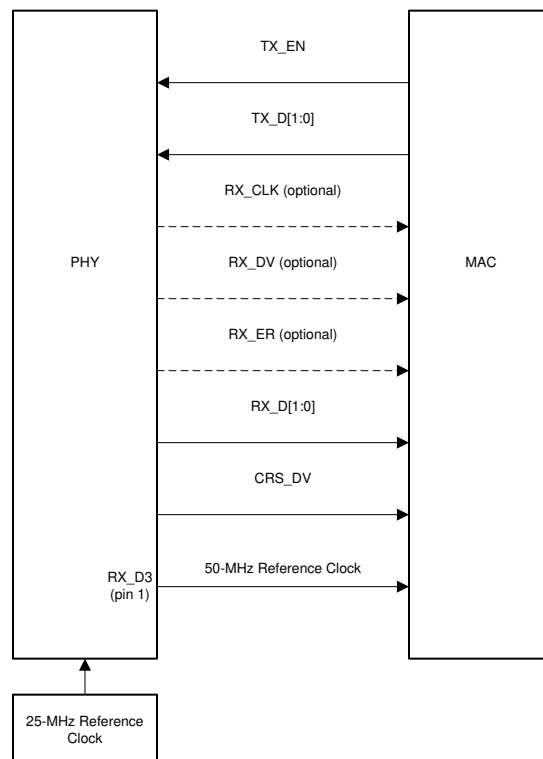 TX_EN
TX_D[1:0]
RX_CLK (optional)
PHY
RX_DV (optional)
MAC
RX_ER (optional)
RX_D[1:0]
CRS_DV
RX_D3
(pin 1)
50-MHz Reference Clock
25-MHz Reference
Clock